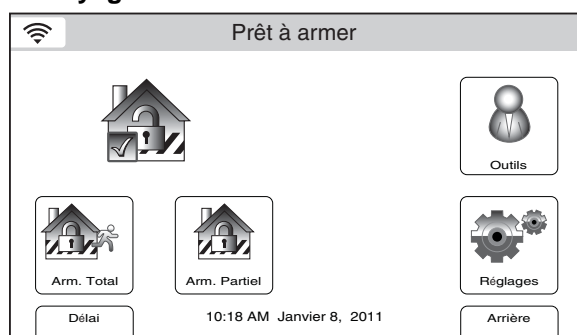 Prêt à armer
Outils
Arm. Total
Arm. Partiel
Réglages
Délai
10:18 AM Janvier 8, 2011
Arrière